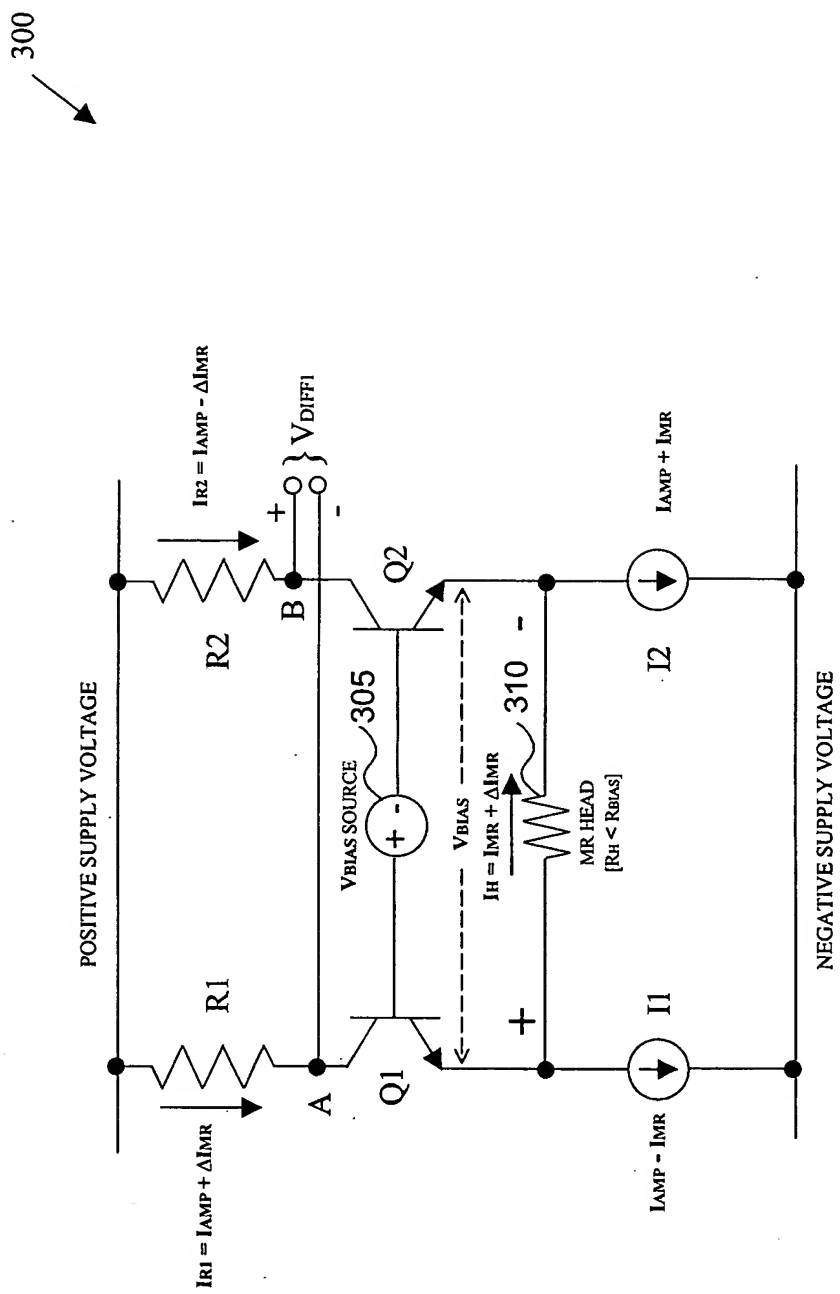 300
POSITIVE SUPPLY VOLTAGE
IR1 = IAMP + ΔIMR
R1
R2
IR2 = IAMP - ΔIMR
A
B
+
-
} VDIFF1
Q1
Q2
VBIAS SOURCE
305
+ -
VBIAS
IH = IMR + ΔIMR
310
+
-
MR HEAD
[RH < RBIAS]
I1
I2
IAMP - IMR
IAMP + IMR
NEGATIVE SUPPLY VOLTAGE